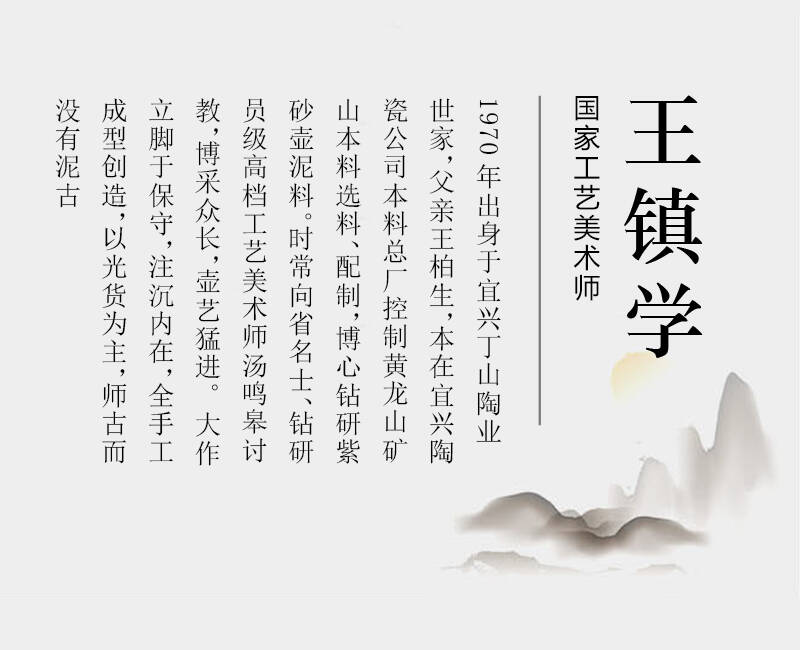 王镇学
国家工艺美术师
1970年出身于宜兴丁山陶业
世家，父亲王柏生，本在宜兴陶
瓷公司本料总厂控制黄龙山矿
山本料选料、配制，博心钻研紫
砂壶泥料。时常向省名士、钻研
员级高档工艺美术师汤鸣皋讨
教，博采众长，壶艺猛进。大作
立脚于保守，注沉内在，全手工
成型创造，以光货为主，师古而
没有泥古